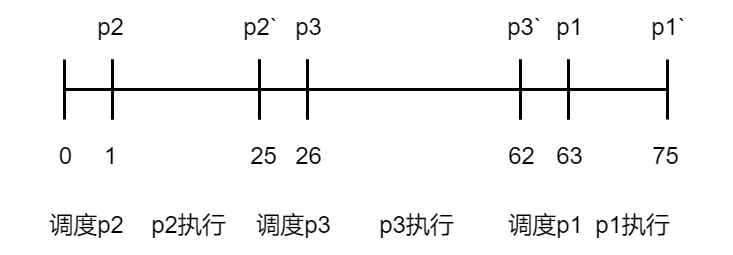 p2 p2` p3 p3` p1 p1`
0 1 25 26 62 63 75
调度p2 p2执行 调度p3 p3执行 调度p1 p1执行